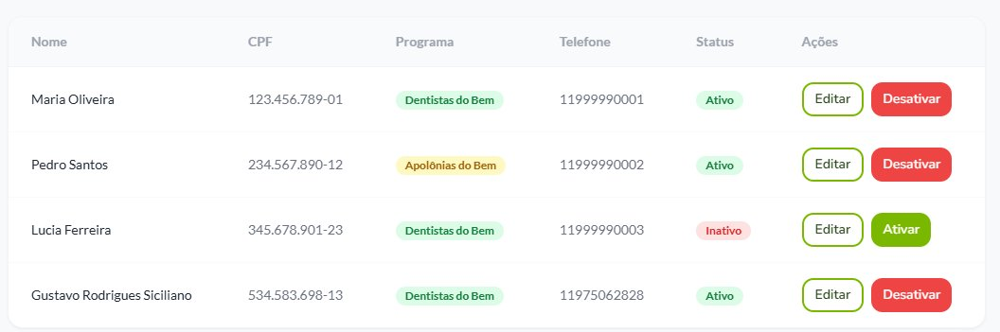 Nome CPF Programa Telefone Status Ações
Maria Oliveira 123.456.789-01 Dentistas do Bem 11999990001 Ativo Editar Desativar
Pedro Santos 234.567.890-12 Apolônias do Bem 11999990002 Ativo Editar Desativar
Lucia Ferreira 345.678.901-23 Dentistas do Bem 11999990003 Inativo Editar Ativar
Gustavo Rodrigues Siciliano 534.583.698-13 Dentistas do Bem 11975062828 Ativo Editar Desativar